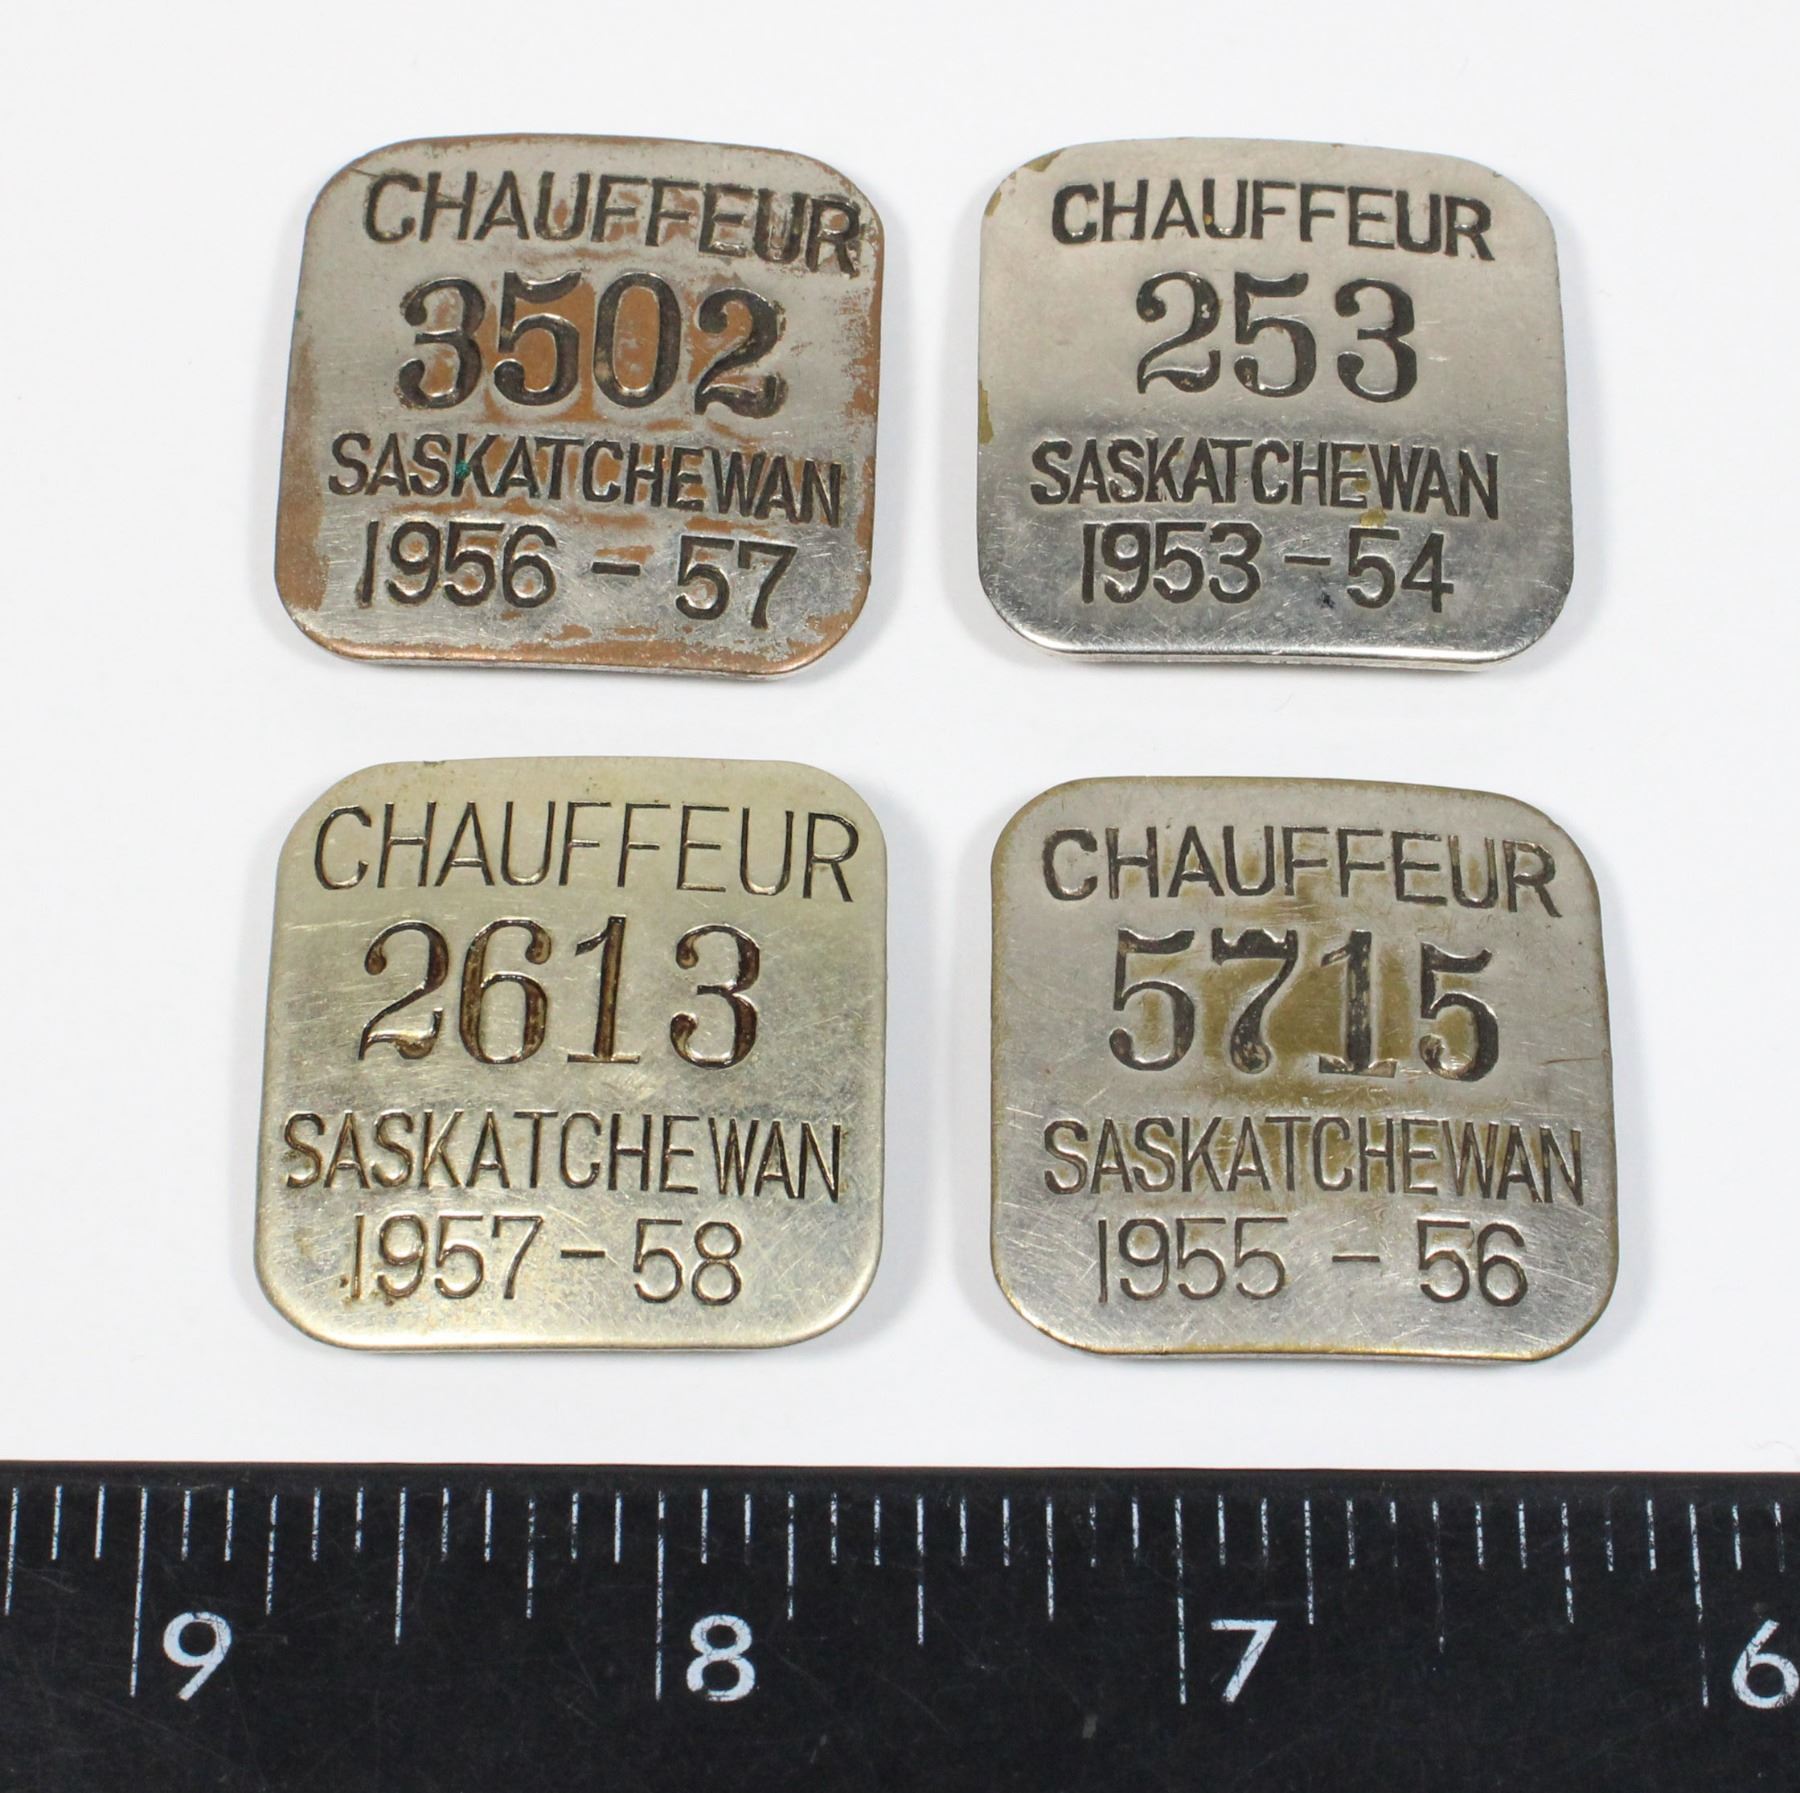 CHAUFFEUR
3502
SASKATCHEWAN
1956 - 57
CHAUFFEUR
253
SASKATCHEWAN
1953 - 54
CHAUFFEUR
2613
SASKATCHEWAN
1957 - 58
CHAUFFEUR
5715
SASKATCHEWAN
1955 - 56
9 8 7 6